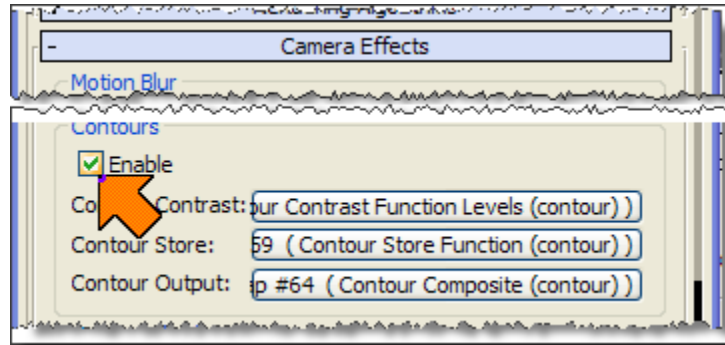 - Camera Effects
Motion Blur
Contours
Enable
Contrast: our Contrast Function Levels (contour) )
Contour Store: 59 ( Contour Store Function (contour) )
Contour Output: ap #64 ( Contour Composite (contour) )